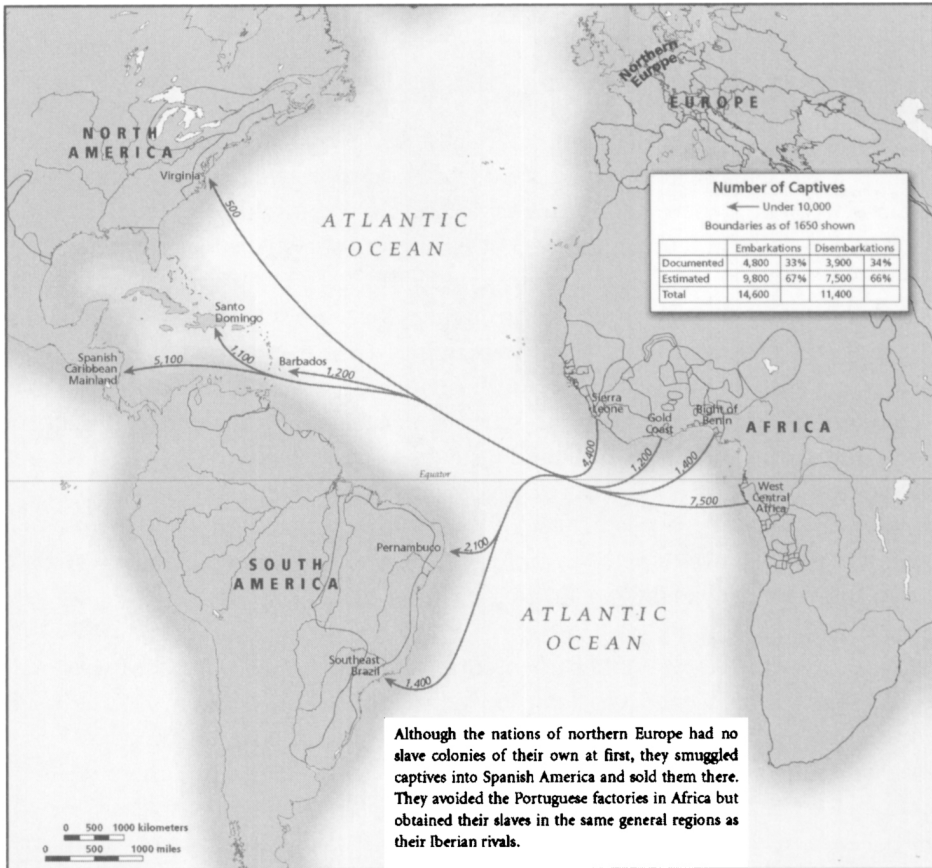 Northern
Europe
EUROPE
NORTH
AMERICA
Virginia
500
ATLANTIC
OCEAN
Number of Captives
Under 10,000
Boundaries as of 1650 shown
Embarkations Disembarkations
Documented 4,800 33% 3,900 34%
Estimated 9,800 67% 7,500 66%
Total 14,600 11,400
Santo
Domingo
1,100
Barbados
1,200
Spanish
Caribbean
Mainland
5,100
Sierra
Leone
Gold
Coast
Bight of
Benin
AFRICA
4,400
1,200
1,400
Equator
7,500
West
Central
Africa
Pernambuco
2,100
SOUTH
AMERICA
ATLANTIC
OCEAN
Southeast
Brazil
1,400
Although the nations of northern Europe had no
slave colonies of their own at first, they smuggled
captives into Spanish America and sold them there.
They avoided the Portuguese factories in Africa but
obtained their slaves in the same general regions as
their Iberian rivals.
0 500 1000 kilometers
0 500 1000 miles